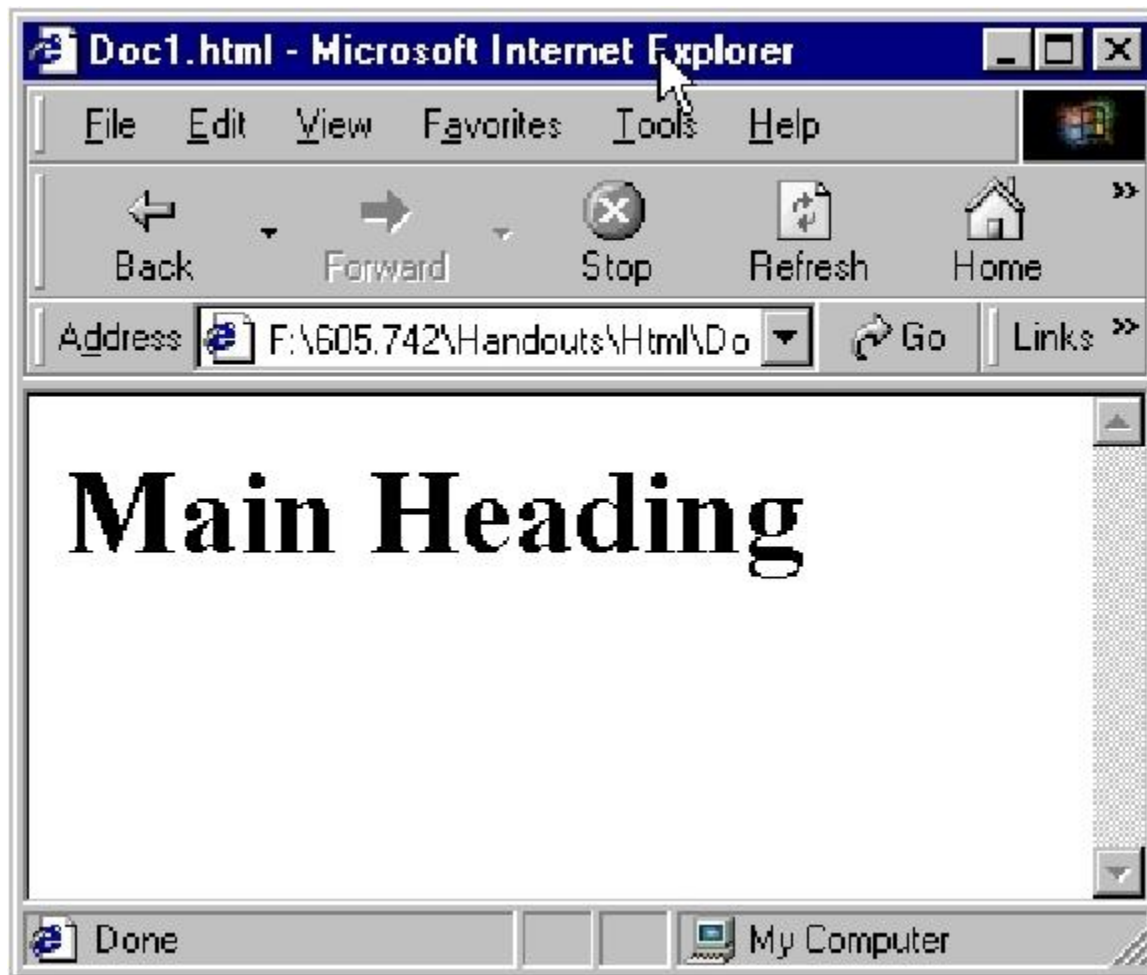 Doc1.html - Microsoft Internet Explorer
File Edit View Favorites Tools Help
»
Back Forward Stop Refresh Home
Address F:\605.742\Handouts\Html\Do Go Links »
Main Heading
Done My Computer